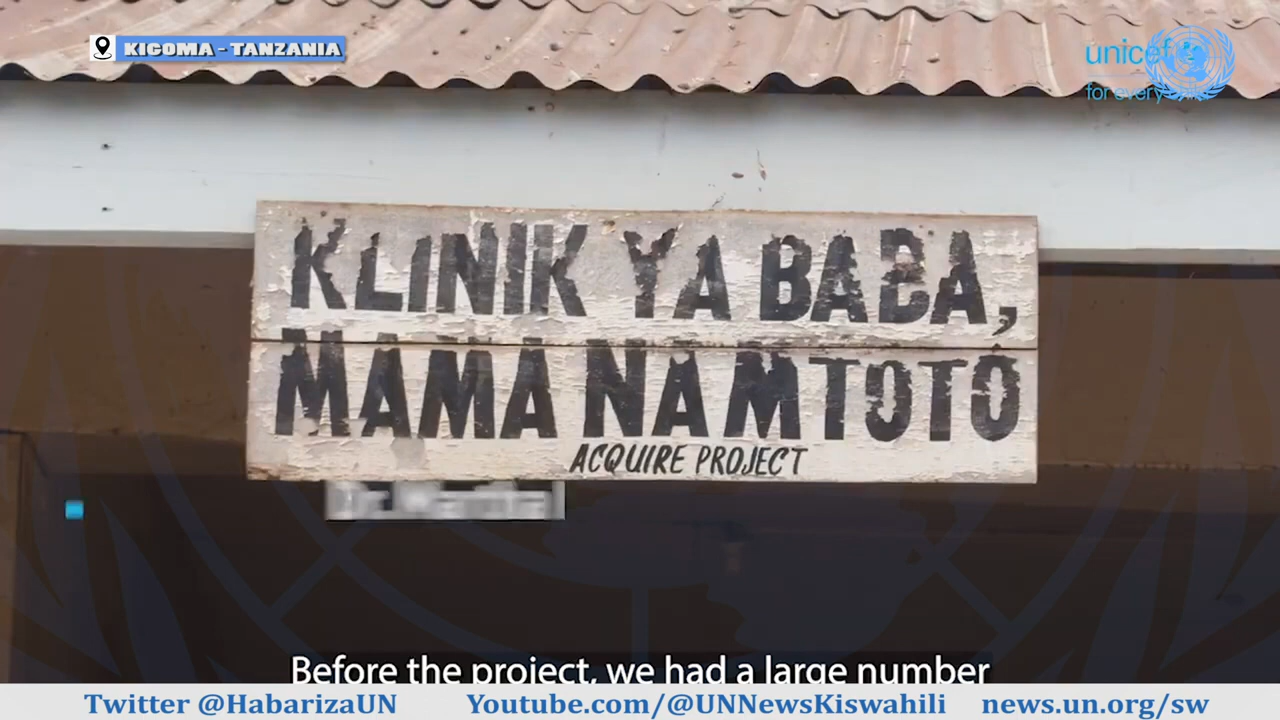 KIGOMA - TANZANIA
unicef
for every
KLINIK YA BABA,
MAMA NA MTOTO
ACQUIRE PROJECT
Before the project, we had a large number
Twitter @HabarizaUN Youtube.com/@UNNewsKiswahili news.un.org/sw